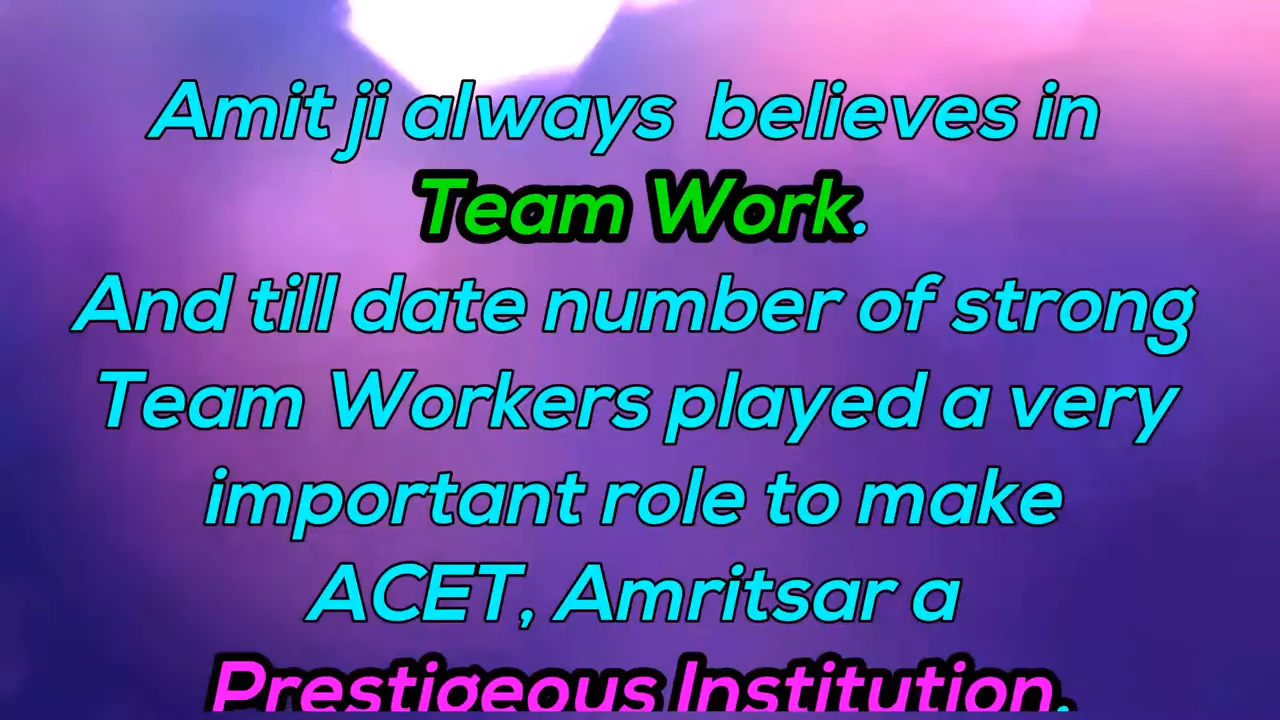 Amit ji always believes in
Team Work.
And till date number of strong
Team Workers played a very
important role to make
ACET, Amritsar a
Prestigeous Institution.